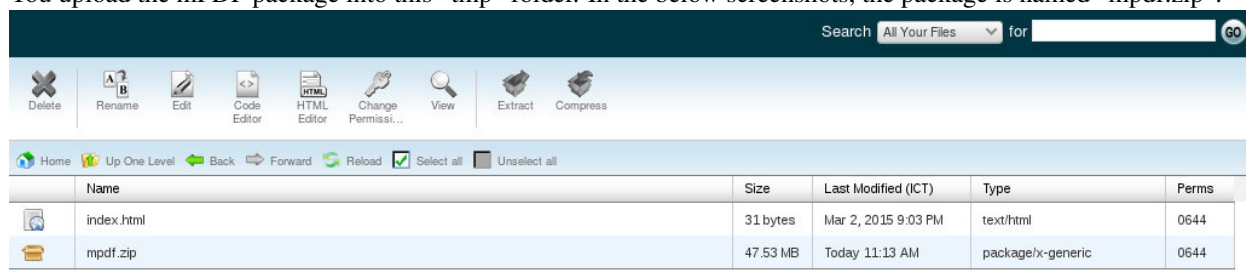 You upload the mPDF package into this "tmp" folder. In the below screenshots, the package is named "mpdf.zip".
Search All Your Files for GO
Delete Rename Edit Code Editor HTML Editor Change Permissi... View Extract Compress
Home Up One Level Back Forward Reload Select all Unselect all
Name Size Last Modified (ICT) Type Perms
index.html 31 bytes Mar 2, 2015 9:03 PM text/html 0644
mpdf.zip 47.53 MB Today 11:13 AM package/x-generic 0644